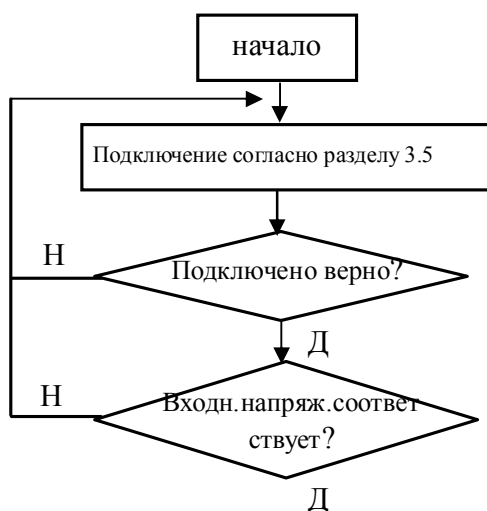 начало
Подключение согласно разделу 3.5
Н
Подключено верно?
Д
Н
Входн.напряж.соответ
ствует?
Д